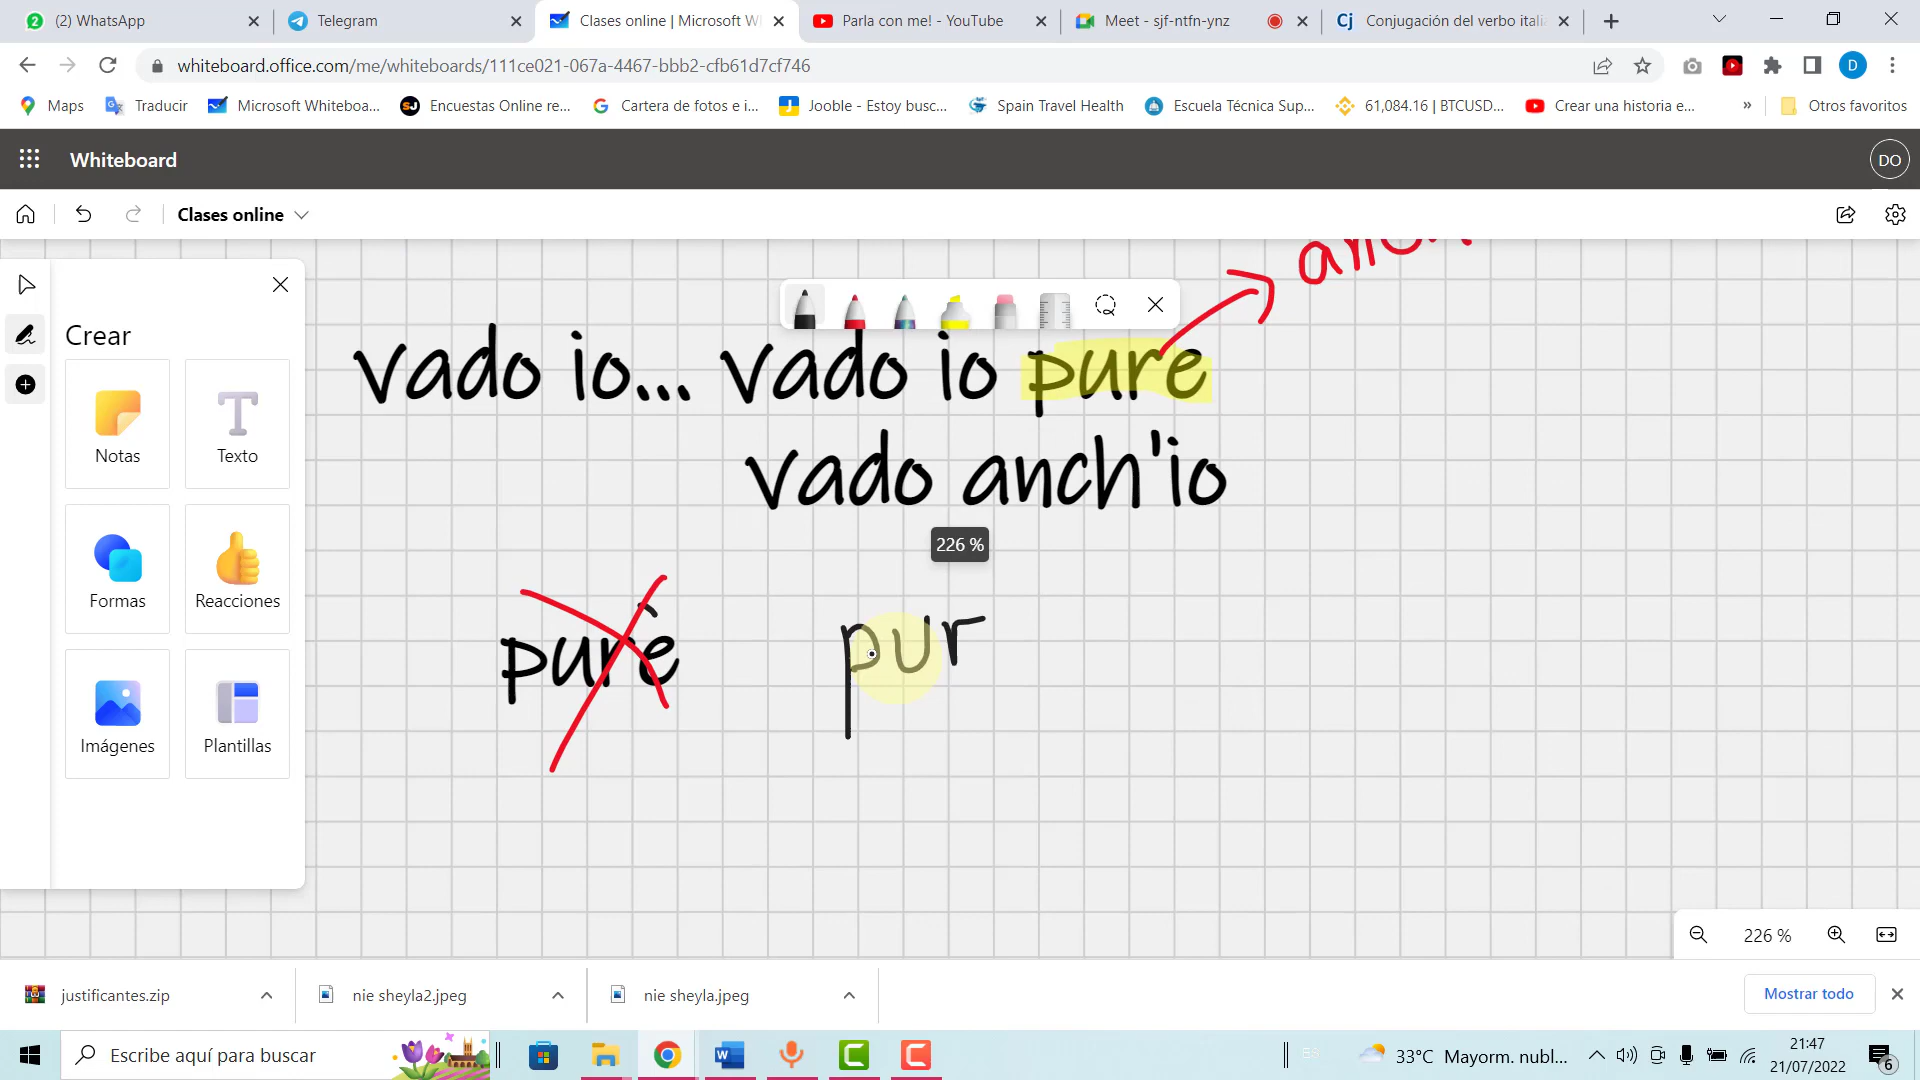 (2) WhatsApp
Telegram
Clases online | Microsoft W
Parla con me! - YouTube
Meet - sjf-ntfn-ynz
Cj Conjugación del verbo itali
whiteboard.office.com/me/whiteboards/111ce021-067a-4467-bbb2-cfb61d7cf746
D
Maps
Traducir
Microsoft Whiteboa...
Encuestas Online re...
Cartera de fotos e i...
Jooble - Estoy busc...
Spain Travel Health
Escuela Técnica Sup...
61,084.16 | BTCUSD...
Crear una historia e...
»
Otros favoritos
Whiteboard
DO
Clases online
Crear
Notas
Texto
Formas
Reacciones
Imágenes
Plantillas
vado io... vado io pure
vado anch'io
226 %
purè
pur
226 %
justificantes.zip
nie sheyla2.jpeg
nie sheyla.jpeg
Mostrar todo
Escribe aquí para buscar
33°C Mayorm. nubl...
21:47
21/07/2022
6